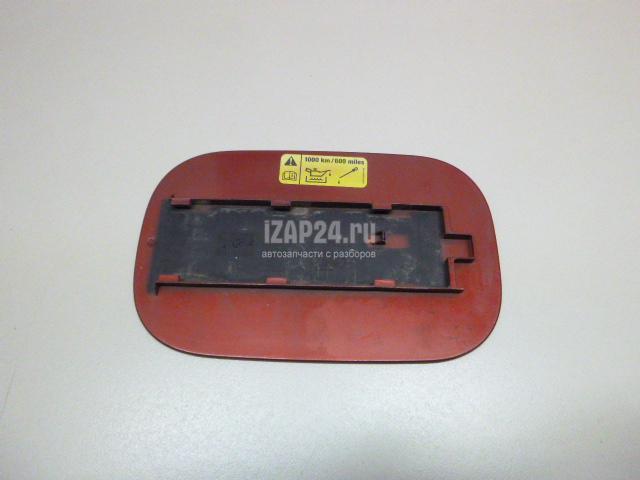 1000 km/600 miles
iZAP24.ru
автозапчасти с разборов